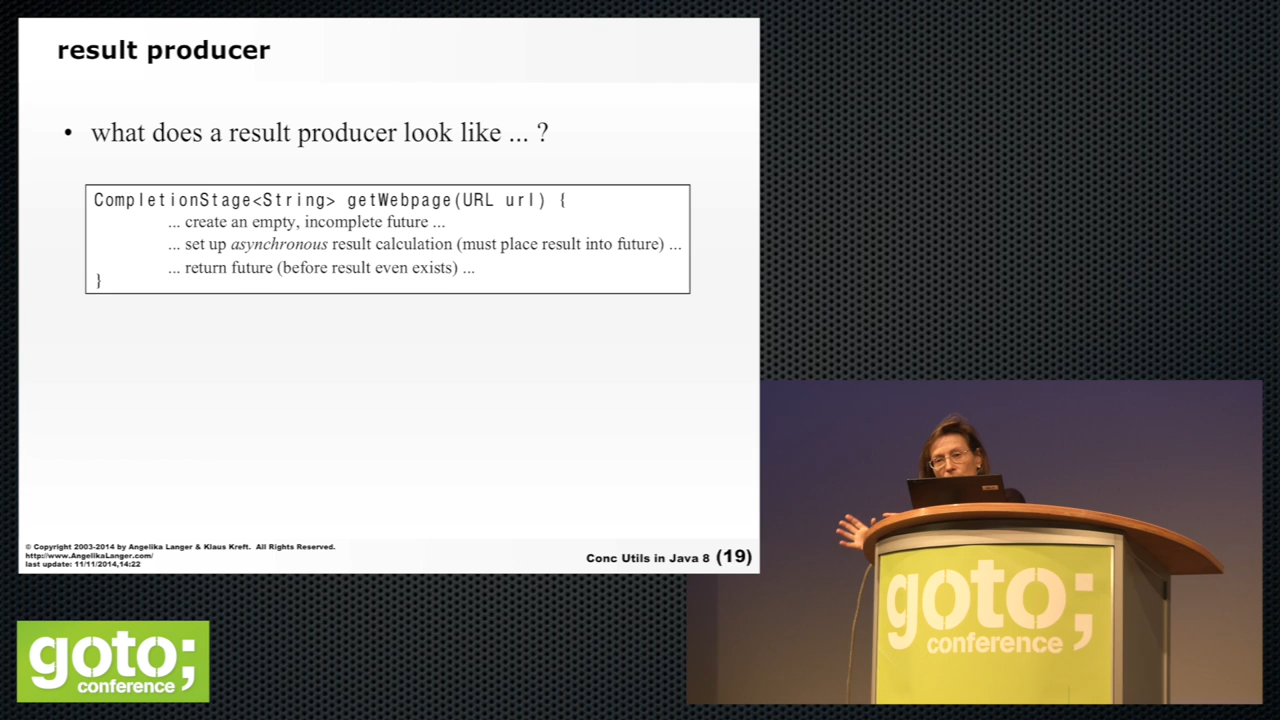 result producer
• what does a result producer look like ... ?
CompletionStage<String> getWebpage(URL url) {
... create an empty, incomplete future ...
... set up asynchronous result calculation (must place result into future) ...
... return future (before result even exists) ...
}
© Copyright 2003-2014 by Angelika Langer & Klaus Kreft. All Rights Reserved.
http://www.AngelikaLanger.com/
last update: 11/11/2014,14:22
Conc Utils in Java 8 (19)
goto;
conference
goto;
conference